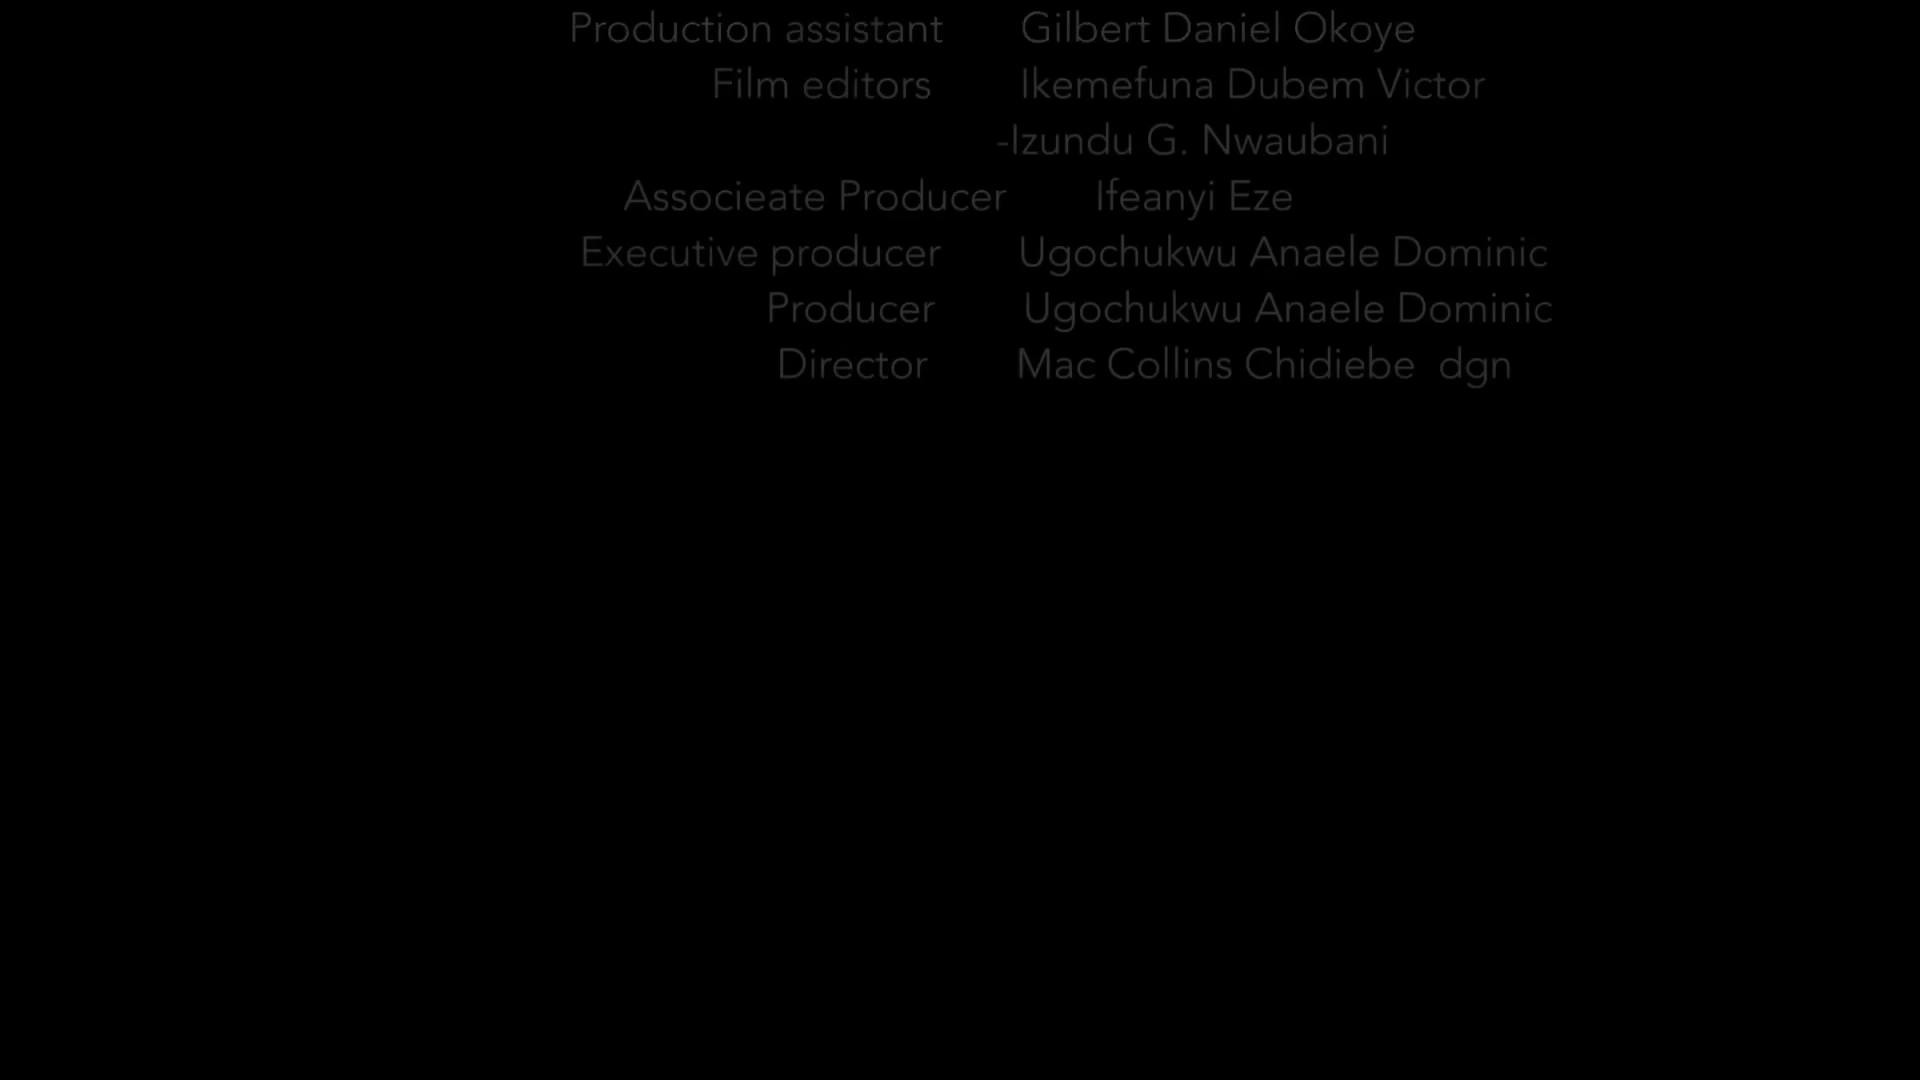 Production assistant Gilbert Daniel Okoye
Film editors Ikemefuna Dubem Victor
-Izundu G. Nwaubani
Associeate Producer Ifeanyi Eze
Executive producer Ugochukwu Anaele Dominic
Producer Ugochukwu Anaele Dominic
Director Mac Collins Chidiebe dgn